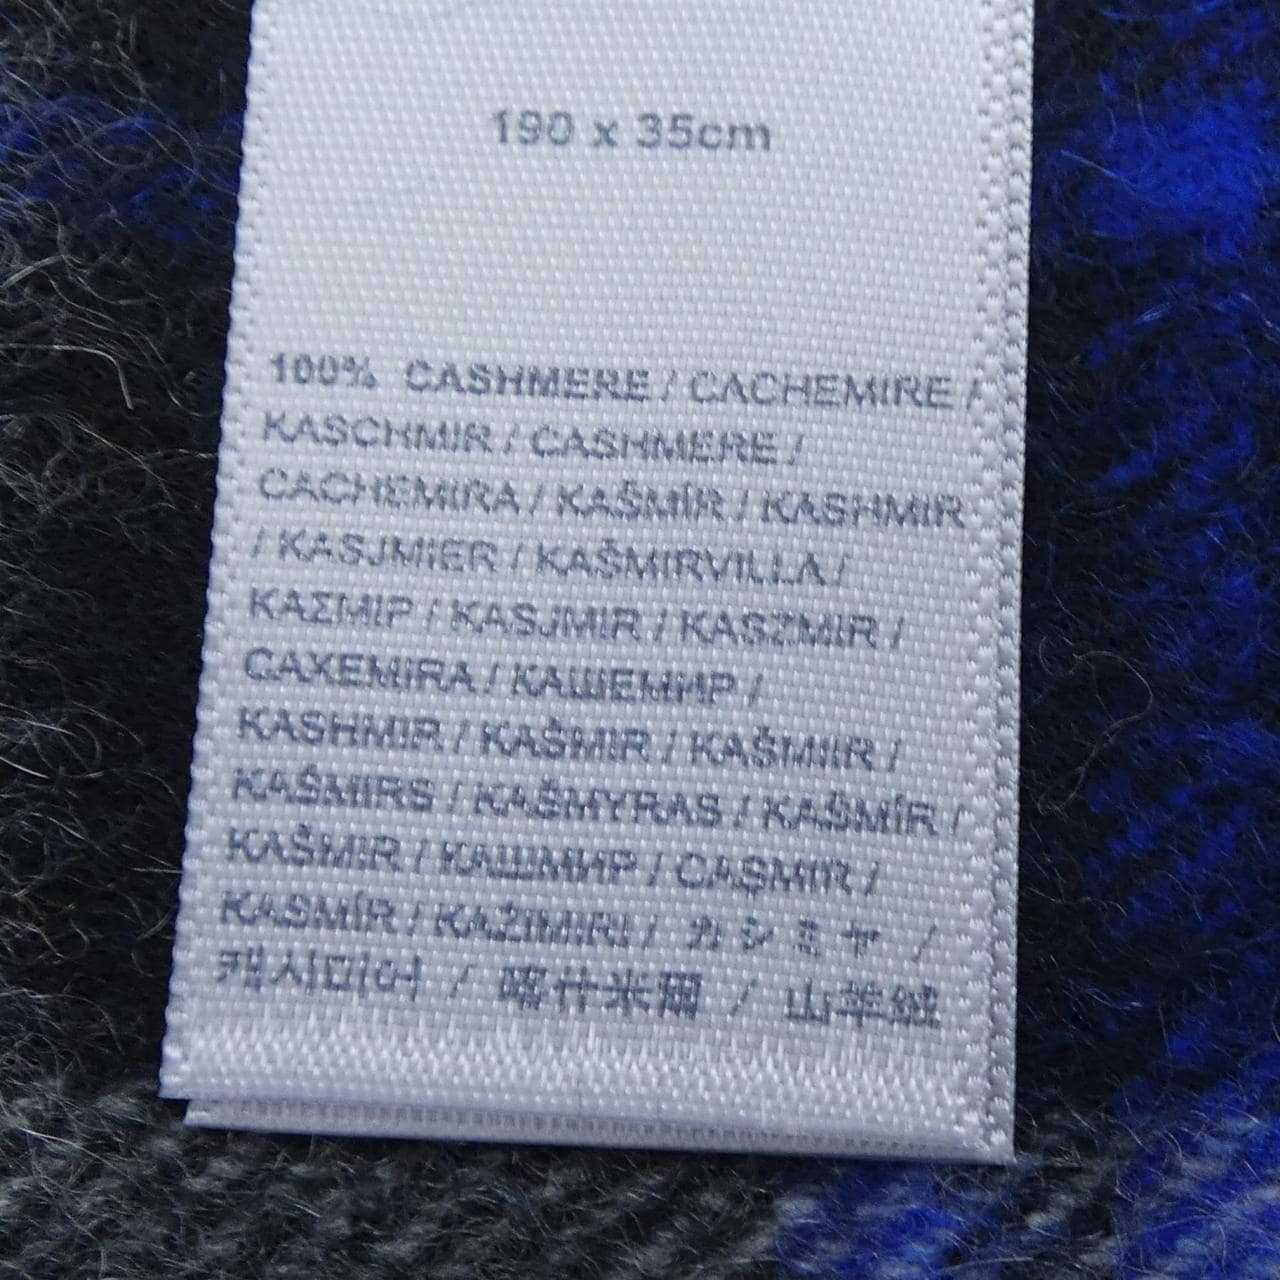 190 x 35cm
100% CASHMERE / CACHEMIRE /
KASCHMIR / CASHMERE /
CACHEMIRA / KAŠMÍR / KASHMIR
/ KASJMIER / KAŠMIRVILLA /
ΚΑΣΜΙΡ / KASJMIR / KASZMIR /
CAXEMIRA / КАШЕМИР /
KASHMIR / KAŠMIR / KAŠMIIR /
KAŠMIRS / KAŠMYRAS / KAŠMÍR /
KAŠMIR / КАШМИР / CAŞMIR /
KASMÍR / KAŻIMIRI / カシミヤ /
캐시미어 / 喀什米爾 / 山羊絨